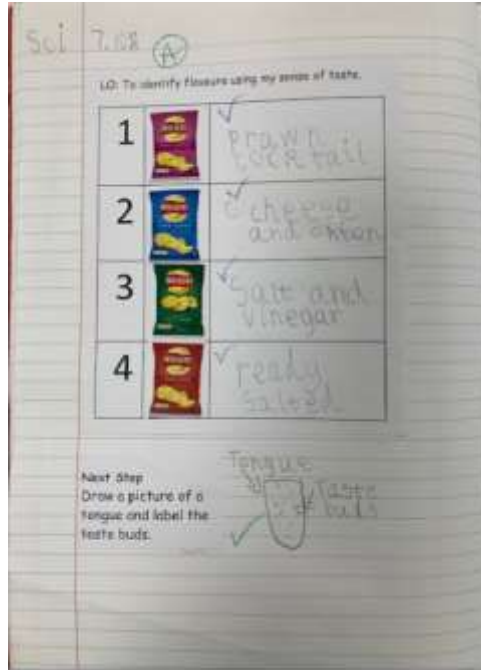 Sci 7.08
A
LO: To identify flavours using my sense of taste.
1
prawn
cocktail
2
cheese
and onion
3
Salt and
vinegar
4
ready
salted
Next Step
Draw a picture of a
tongue and label the
taste buds.
Tongue
Taste
buds